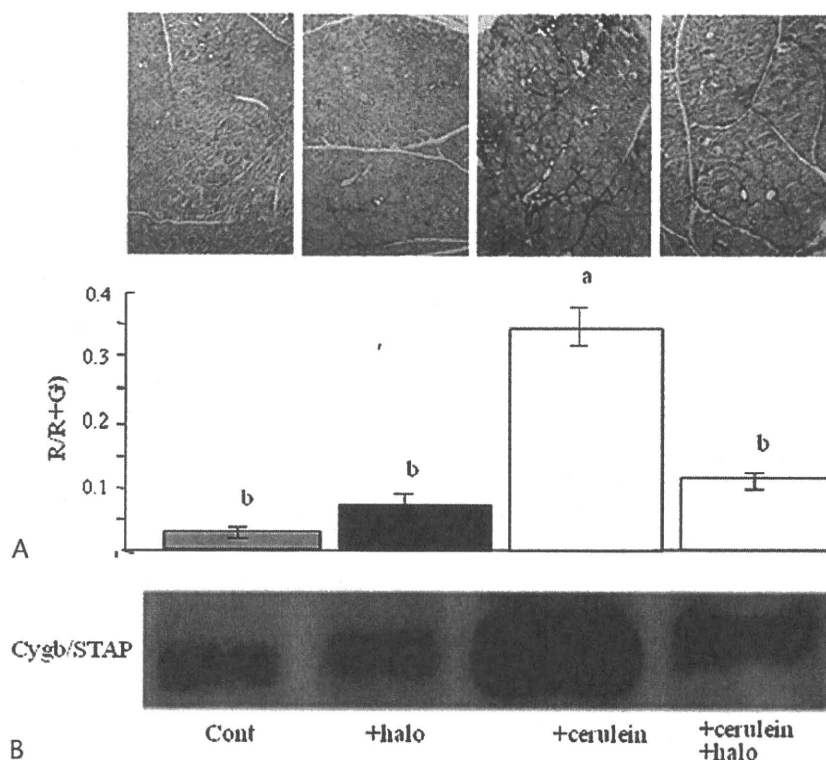 a
0.4
0.3
0.2
0.1
R/R+G)
b
b
b
A
Cygb/STAP
Cont
+halo
+cerulein
+cerulein
+halo
B